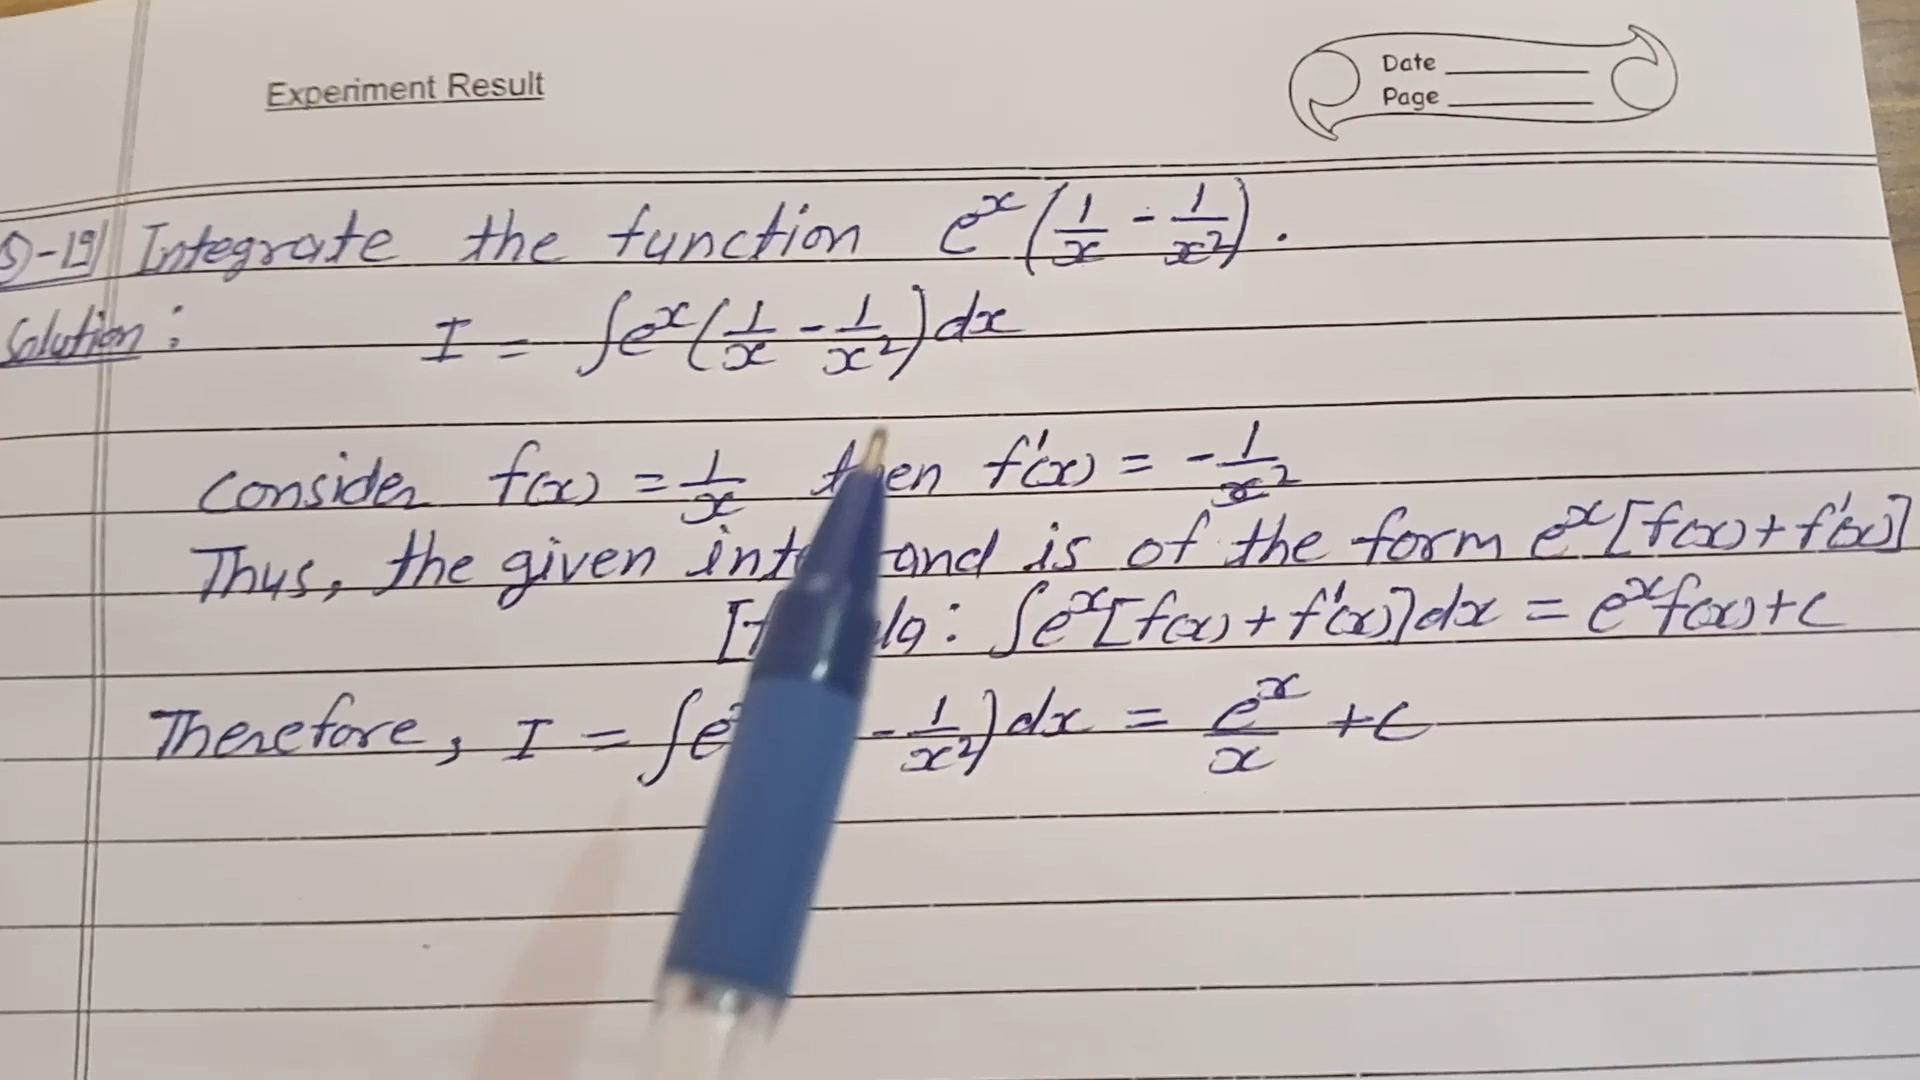 Experiment Result
Date
Page
Q-19) Integrate the function e^x(1/x - 1/x²).
Solution: I = ∫e^x(1/x - 1/x²)dx
Consider f(x) = 1/x then f'(x) = -1/x²
Thus, the given and is of the form e^x[f(x)+f'(x)]
∫e^x[f(x)+f'(x)]dx = e^x f(x)+c
Therefore, I = ∫e - 1/x²)dx = e^x/x +c